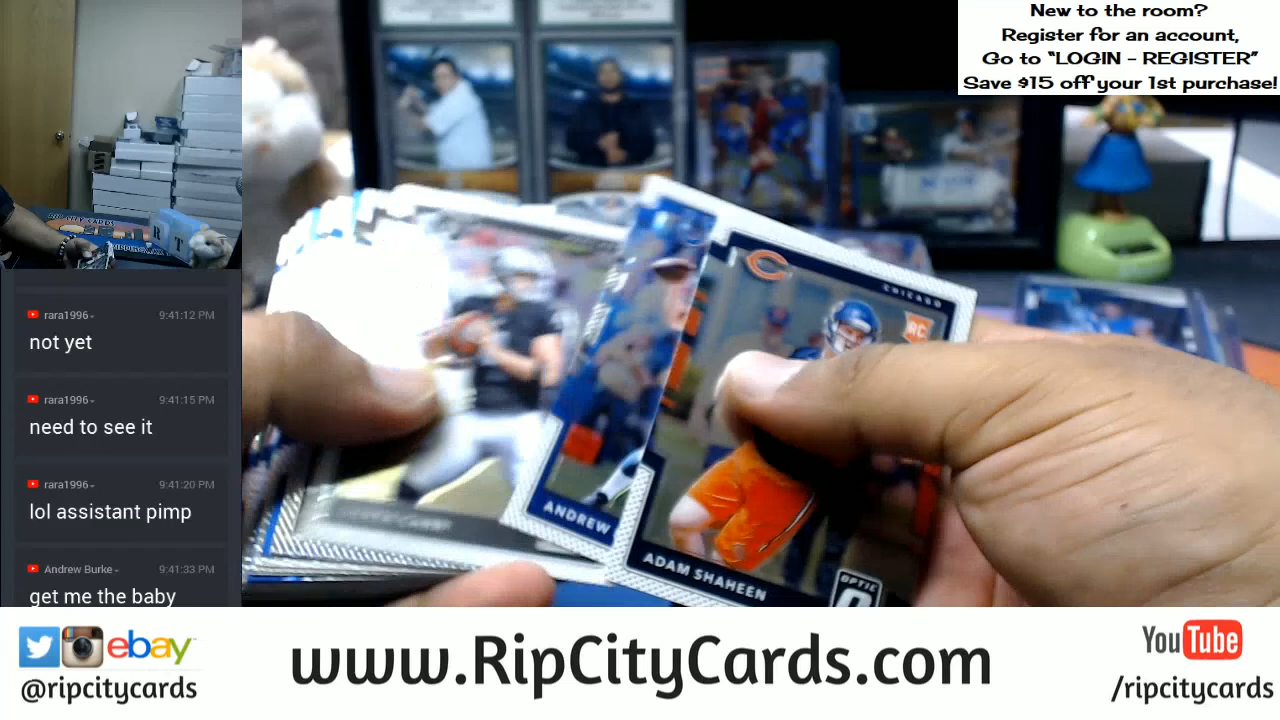 New to the room?
Register for an account,
Go to "LOGIN - REGISTER"
Save $15 off your 1st purchase!
rara1996
9:41:12 PM
not yet
rara1996
9:41:15 PM
need to see it
rara1996
9:41:20 PM
lol assistant pimp
Andrew Burke
9:41:33 PM
get me the baby
CHICAGO
RC
ANDREW
ADAM SHAHEEN
OPTIC
ebay
@ripcitycards
www.RipCityCards.com
YouTube
/ripcitycards